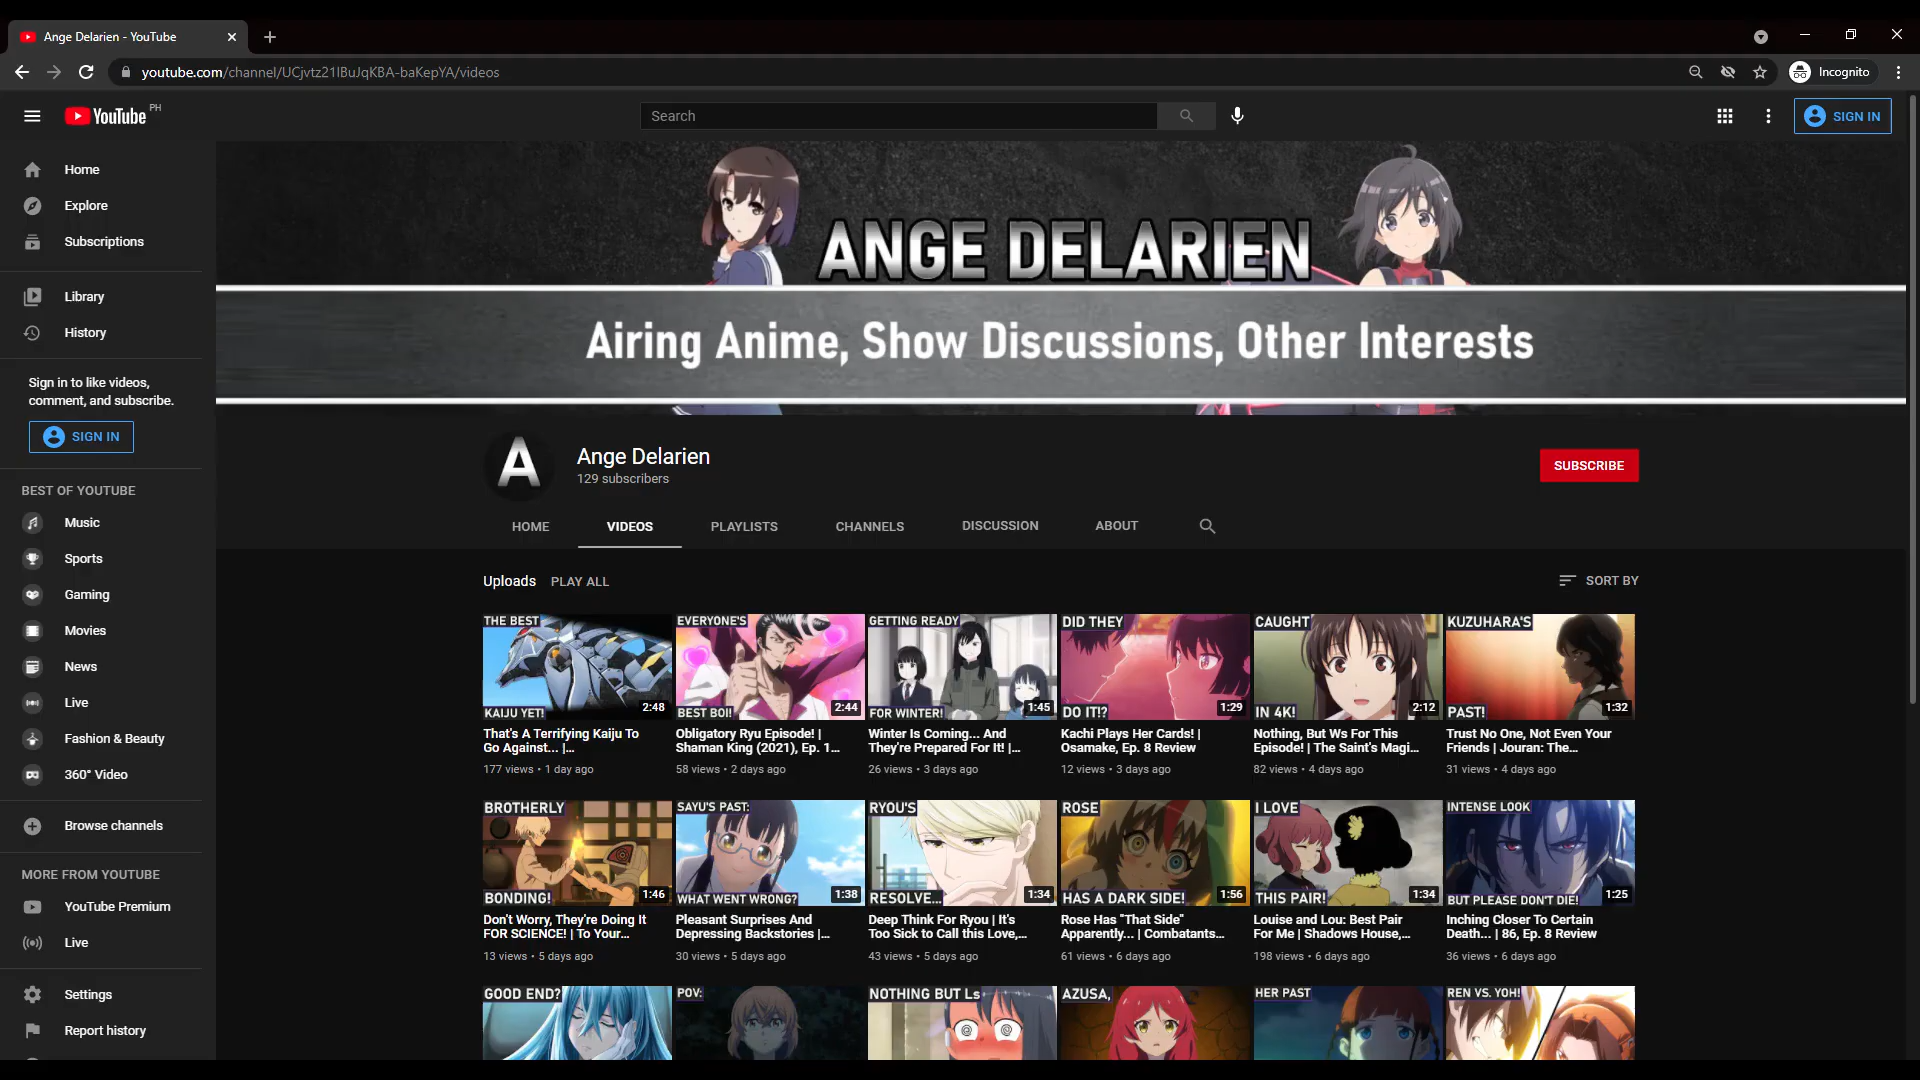 Ange Delarien - YouTube
youtube.com/channel/UCjvtz21IBuJqKBA-baKepYA/videos
Incognito
YouTube PH
Search
SIGN IN
Home
Explore
Subscriptions
Library
History
Sign in to like videos,
comment, and subscribe.
SIGN IN
BEST OF YOUTUBE
Music
Sports
Gaming
Movies
News
Live
Fashion & Beauty
360° Video
Browse channels
MORE FROM YOUTUBE
YouTube Premium
Live
Settings
Report history
ANGE DELARIEN
Airing Anime, Show Discussions, Other Interests
A
Ange Delarien
129 subscribers
SUBSCRIBE
HOME VIDEOS PLAYLISTS CHANNELS DISCUSSION ABOUT
Uploads PLAY ALL
SORT BY
THE BEST
KAIJU YET!
2:48
That's A Terrifying Kaiju To
Go Against... |...
177 views • 1 day ago
EVERYONE'S
BEST BOI!
2:44
Obligatory Ryu Episode! |
Shaman King (2021), Ep. 1...
58 views • 2 days ago
GETTING READY
FOR WINTER!
1:45
Winter Is Coming... And
They're Prepared For It! |...
26 views • 3 days ago
DID THEY
DO IT!?
1:29
Kachi Plays Her Cards! |
Osamake, Ep. 8 Review
12 views • 3 days ago
CAUGHT
IN 4K!
2:12
Nothing, But Ws For This
Episode! | The Saint's Magi...
82 views • 4 days ago
KUZUHARA'S
PAST!
1:32
Trust No One, Not Even Your
Friends | Jouran: The...
31 views • 4 days ago
BROTHERLY
BONDING!
1:46
Don't Worry, They're Doing It
FOR SCIENCE! | To Your...
13 views • 5 days ago
SAYU'S PAST:
WHAT WENT WRONG?
1:38
Pleasant Surprises And
Depressing Backstories |...
30 views • 5 days ago
RYOU'S
RESOLVE...
1:34
Deep Think For Ryou | It's
Too Sick to Call this Love,...
43 views • 5 days ago
ROSE
HAS A DARK SIDE!
1:56
Rose Has "That Side"
Apparently... | Combatants...
61 views • 6 days ago
I LOVE
THIS PAIR!
1:34
Louise and Lou: Best Pair
For Me | Shadows House,...
198 views • 6 days ago
INTENSE LOOK
BUT PLEASE DON'T DIE!
1:25
Inching Closer To Certain
Death... | 86, Ep. 8 Review
36 views • 6 days ago
GOOD END?
POV:
NOTHING BUT Ls
AZUSA,
HER PAST
REN VS. YOH!